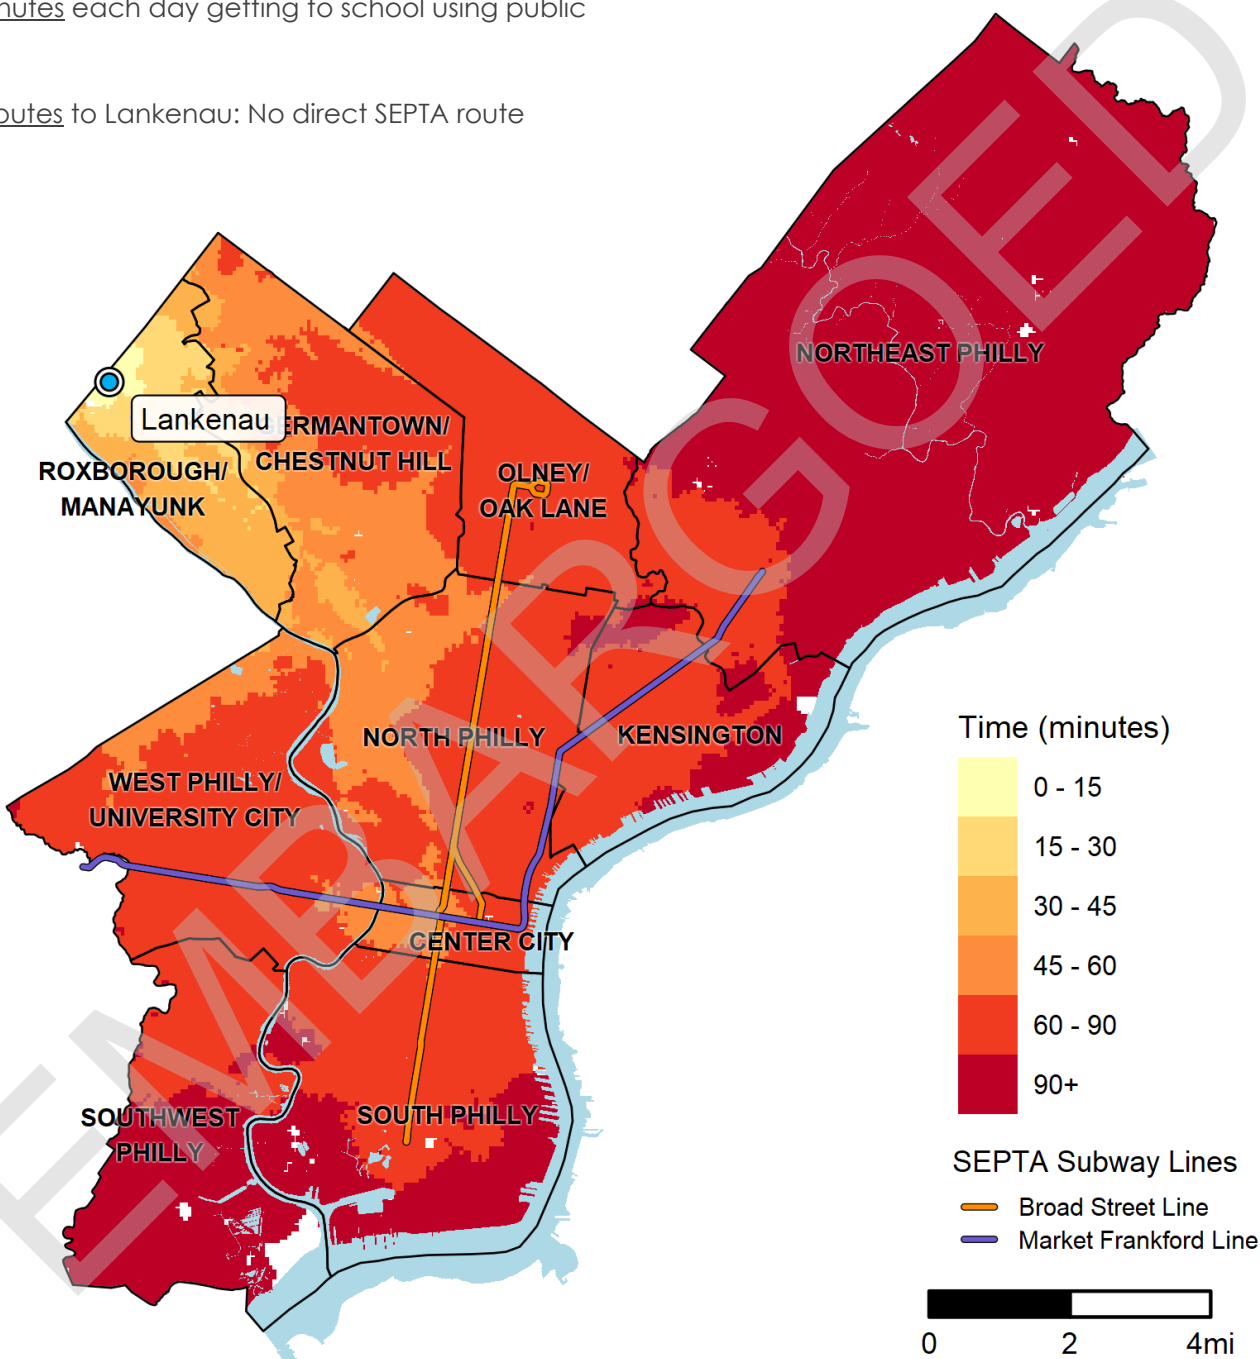 each day getting to school using public
to Lankenau: No direct SEPTA route
NORTHEAST PHILLY
Lankenau
GERMANTOWN/
CHESTNUT HILL
ROXBOROUGH/
MANAYUNK
OLNEY/
OAK LANE
NORTH PHILLY
KENSINGTON
WEST PHILLY/
UNIVERSITY CITY
CENTER CITY
SOUTHWEST
PHILLY
SOUTH PHILLY
EMBARGOED
Time (minutes)
0 - 15
15 - 30
30 - 45
45 - 60
60 - 90
90+
SEPTA Subway Lines
Broad Street Line
Market Frankford Line
0 2 4mi